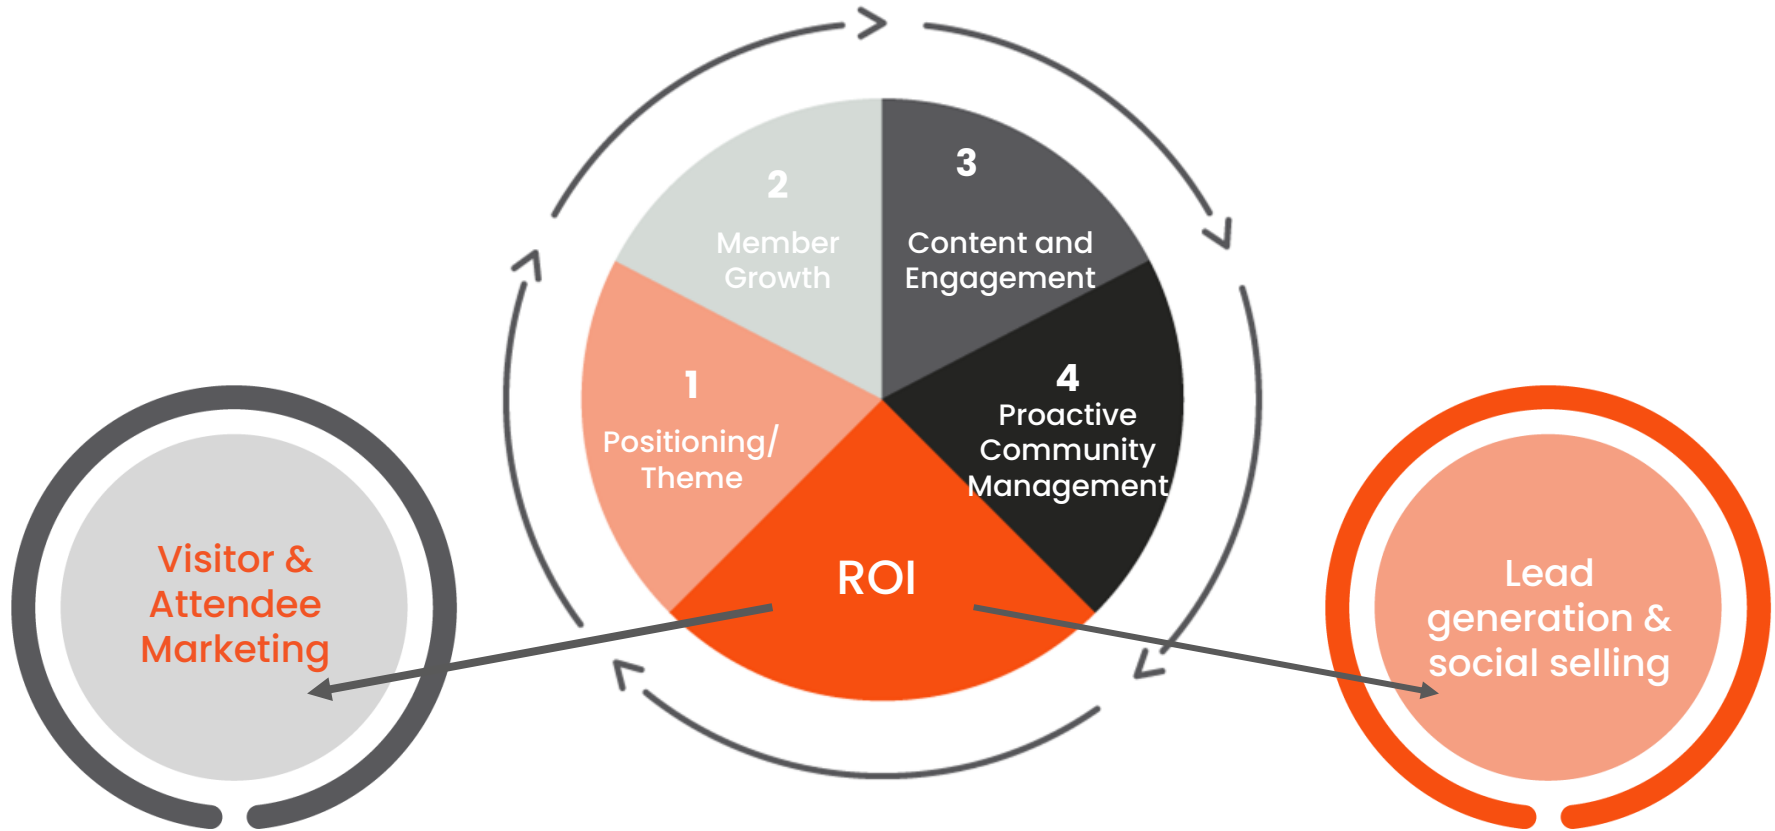 1
Positioning/
Theme
2
Member
Growth
3
Content and
Engagement
4
Proactive
Community
Management
ROI
Visitor &
Attendee
Marketing
Lead
generation &
social selling